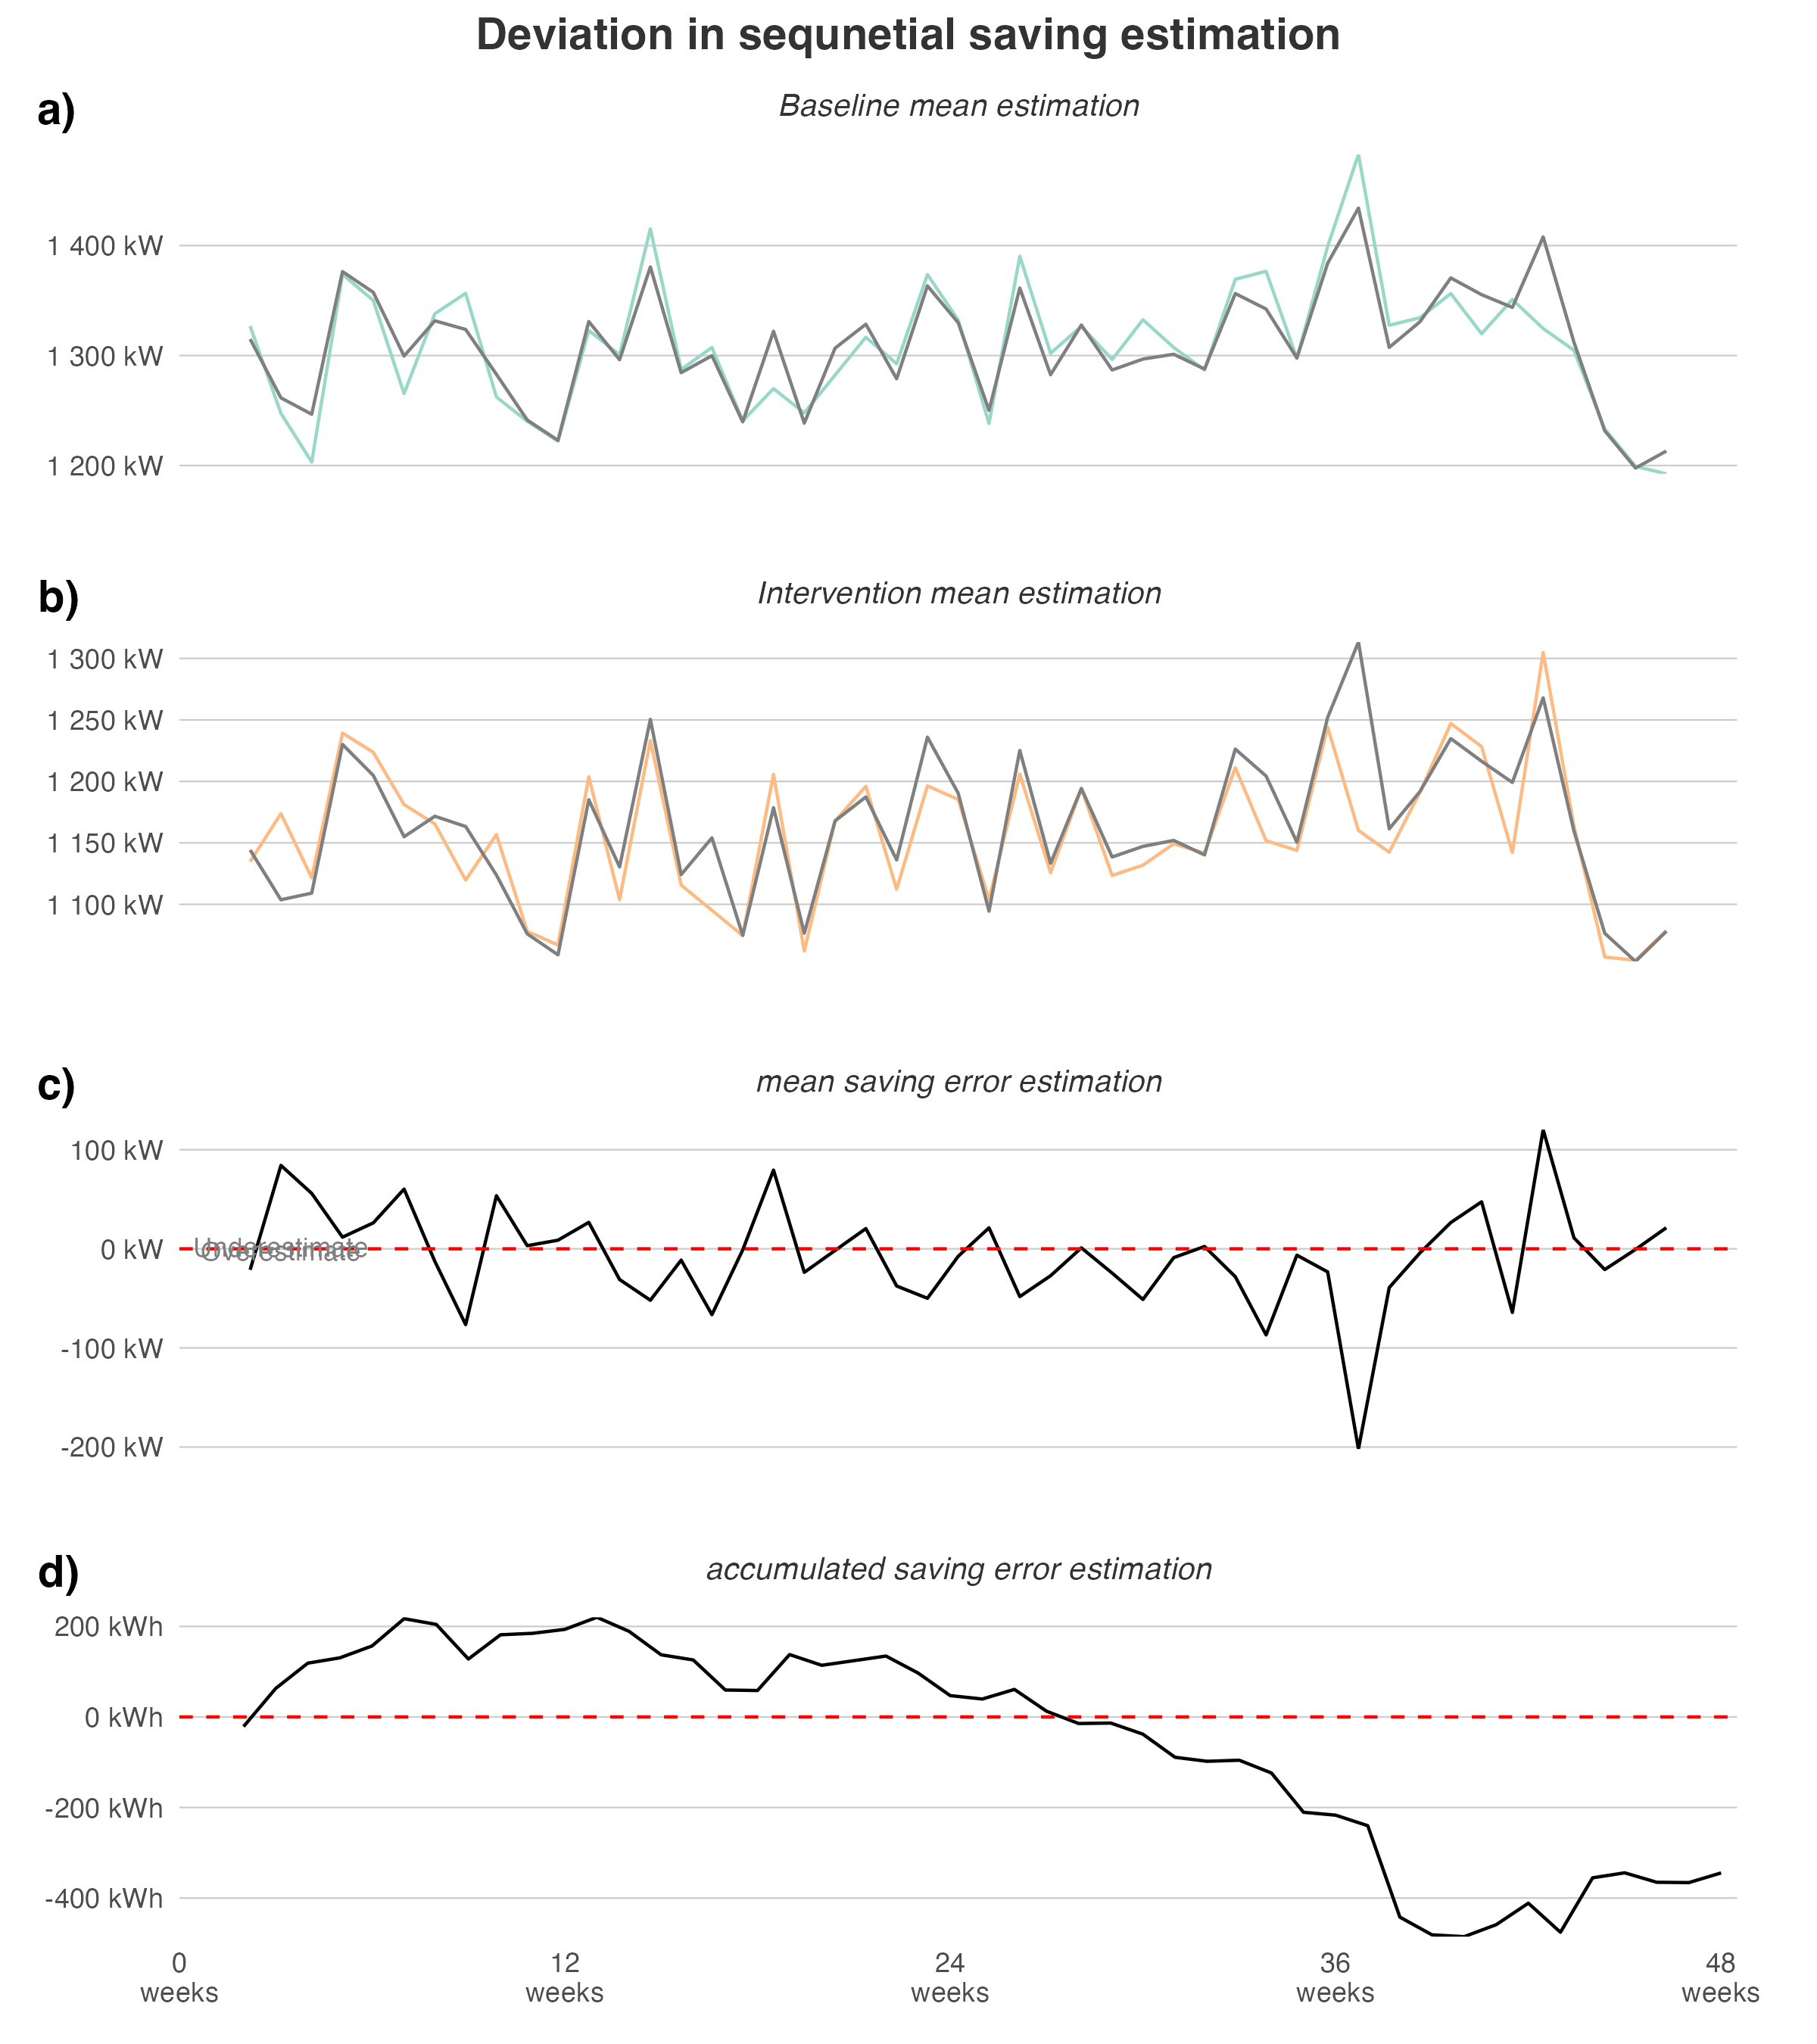 Deviation in sequnetial saving estimation
a)
Baseline mean estimation
1 400 kW
1 300 kW
1 200 kW
b)
Intervention mean estimation
1 300 kW
1 250 kW
1 200 kW
1 150 kW
1 100 kW
c)
mean saving error estimation
100 kW
0 kW
-100 kW
-200 kW
Underestimate
Overestimate
d)
accumulated saving error estimation
200 kWh
0 kWh
-200 kWh
-400 kWh
0 12 24 36 48
weeks weeks weeks weeks weeks